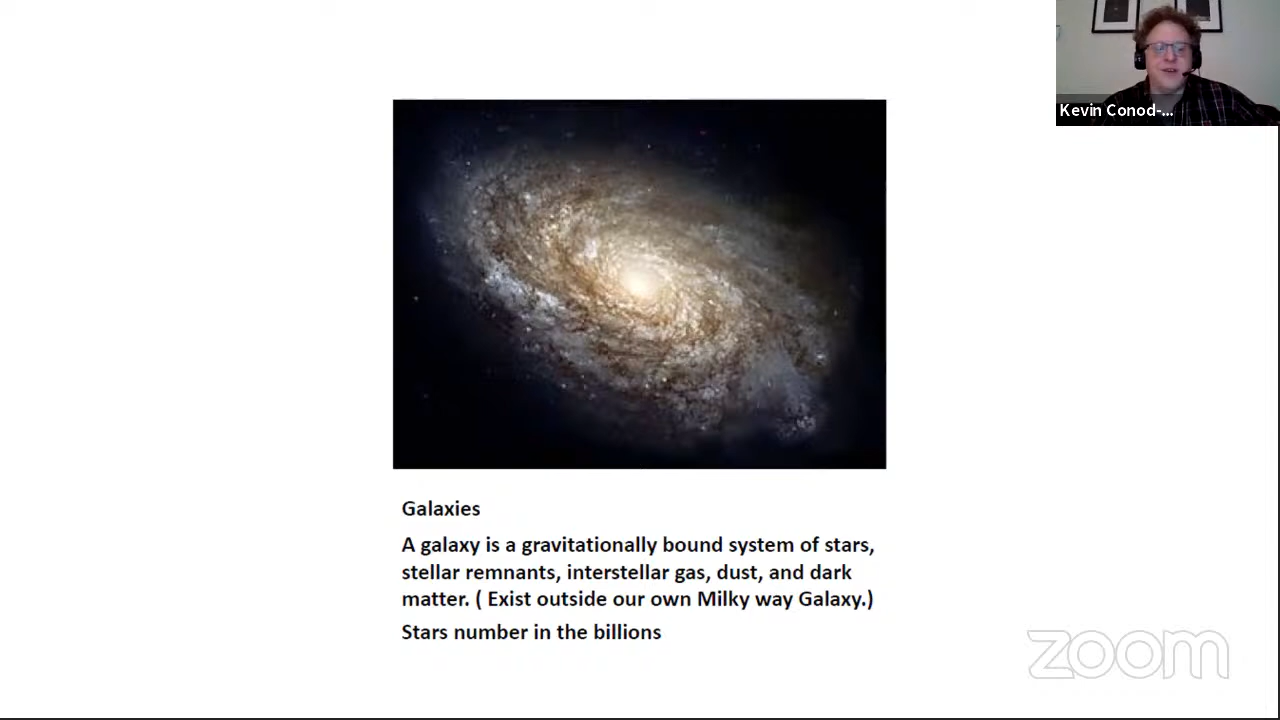 Kevin Conod-...
Galaxies
A galaxy is a gravitationally bound system of stars,
stellar remnants, interstellar gas, dust, and dark
matter. ( Exist outside our own Milky way Galaxy.)
Stars number in the billions
zoom